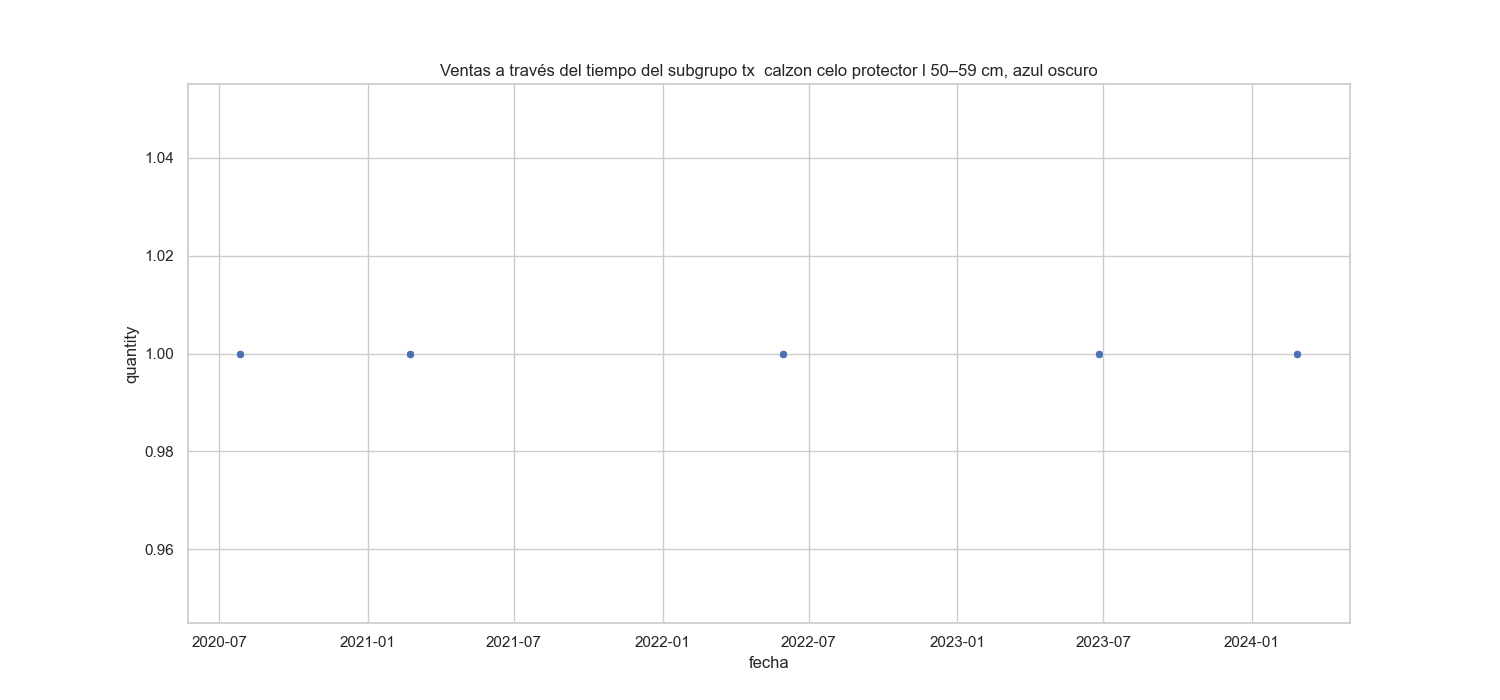 Ventas a través del tiempo del subgrupo tx  calzon celo protector l 50–59 cm, azul oscuro
1.04
1.02
1.00
0.98
0.96
quantity
2020-07 2021-01 2021-07 2022-01 2022-07 2023-01 2023-07 2024-01
fecha